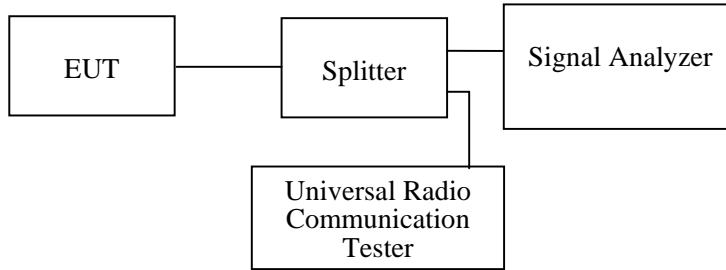 EUT
Splitter
Signal Analyzer
Universal Radio
Communication
Tester